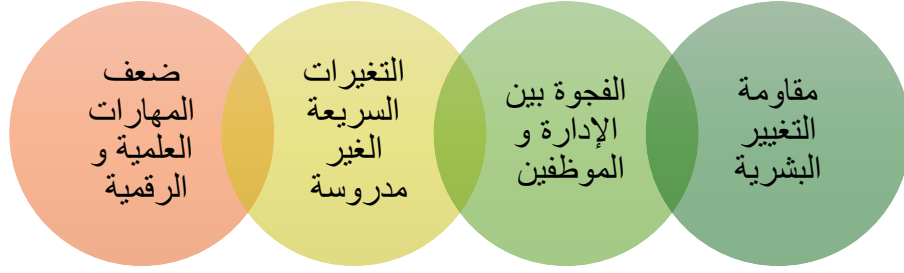 مقاومة
التغيير
البشرية
الفجوة بين
الإدارة و
الموظفين
التغيرات
السريعة
الغير
مدروسة
ضعف
المهارات
العلمية و
الرقمية